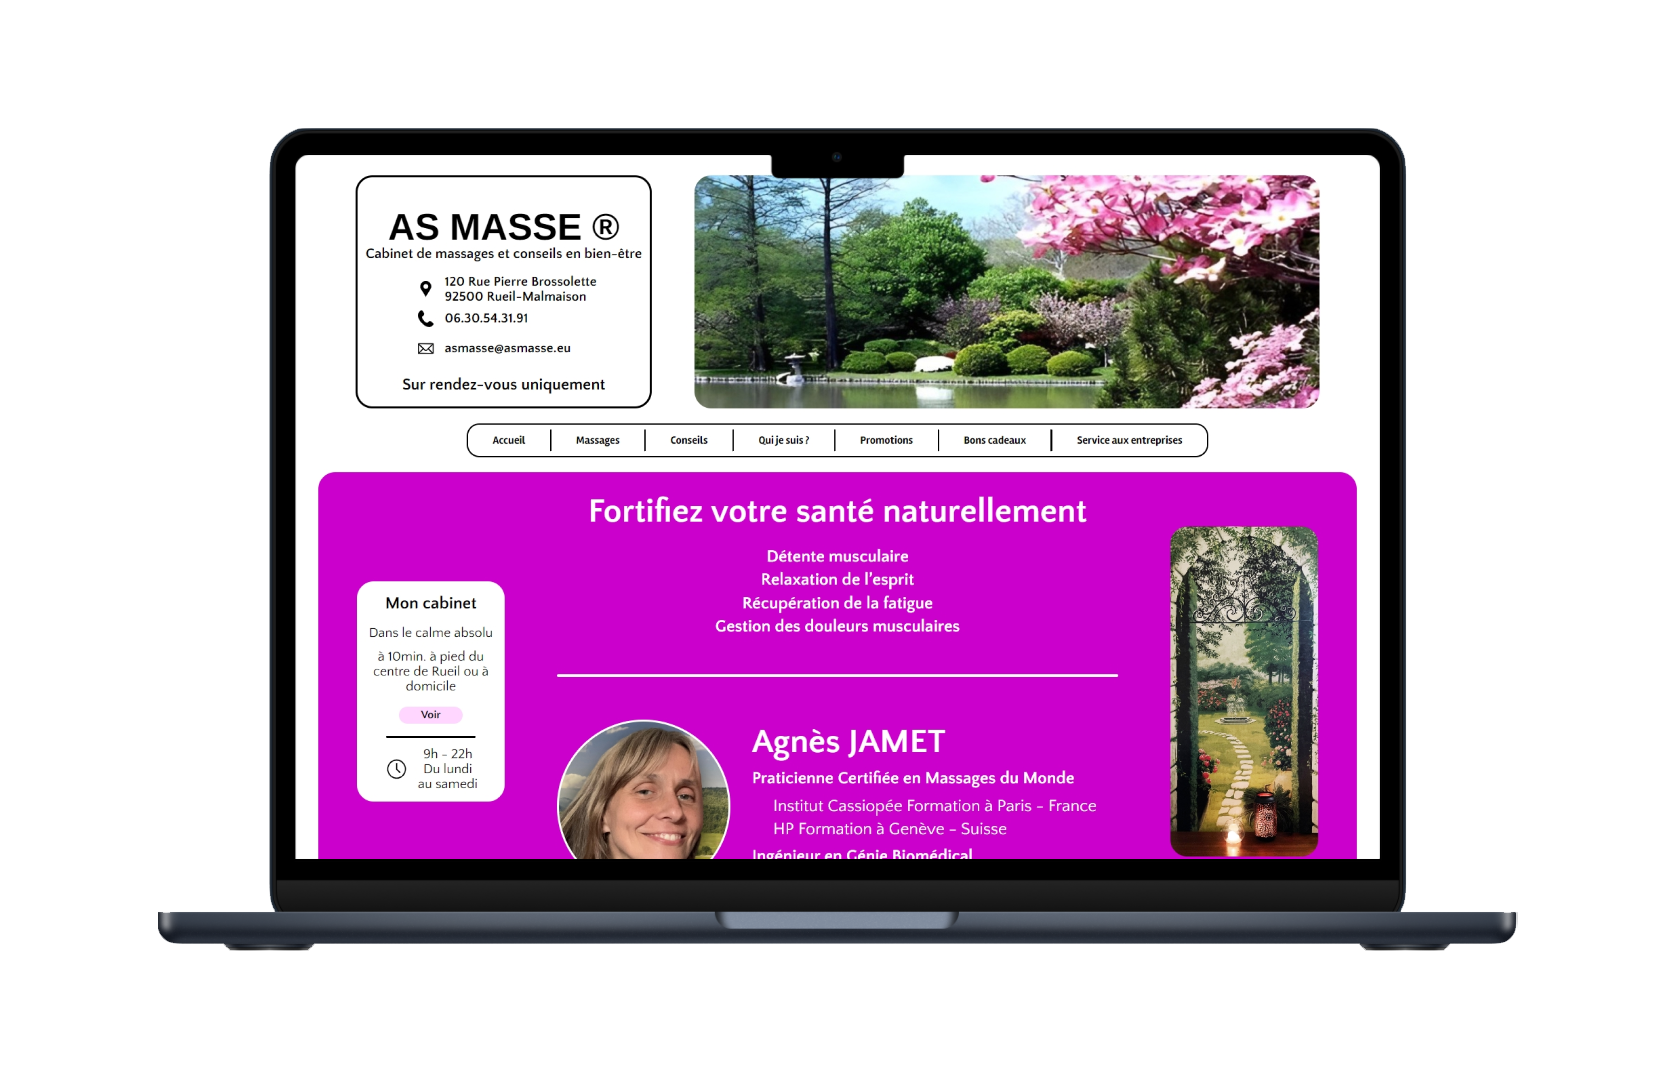 AS MASSE ®
Cabinet de massages et conseils en bien-être
120 Rue Pierre Brossolette
92500 Rueil-Malmaison
06.30.54.31.91
asmasse@asmasse.eu
Sur rendez-vous uniquement
Accueil
Massages
Conseils
Qui je suis ?
Promotions
Bons cadeaux
Service aux entreprises
Fortifiez votre santé naturellement
Détente musculaire
Relaxation de l'esprit
Récupération de la fatigue
Gestion des douleurs musculaires
Mon cabinet
Dans le calme absolu
à 10min. à pied du
centre de Rueil ou à
domicile
Voir
9h - 22h
Du lundi
au samedi
Agnès JAMET
Praticienne Certifiée en Massages du Monde
Institut Cassiopée Formation à Paris - France
HP Formation à Genève - Suisse
Ingénieur en Génie Biomédical